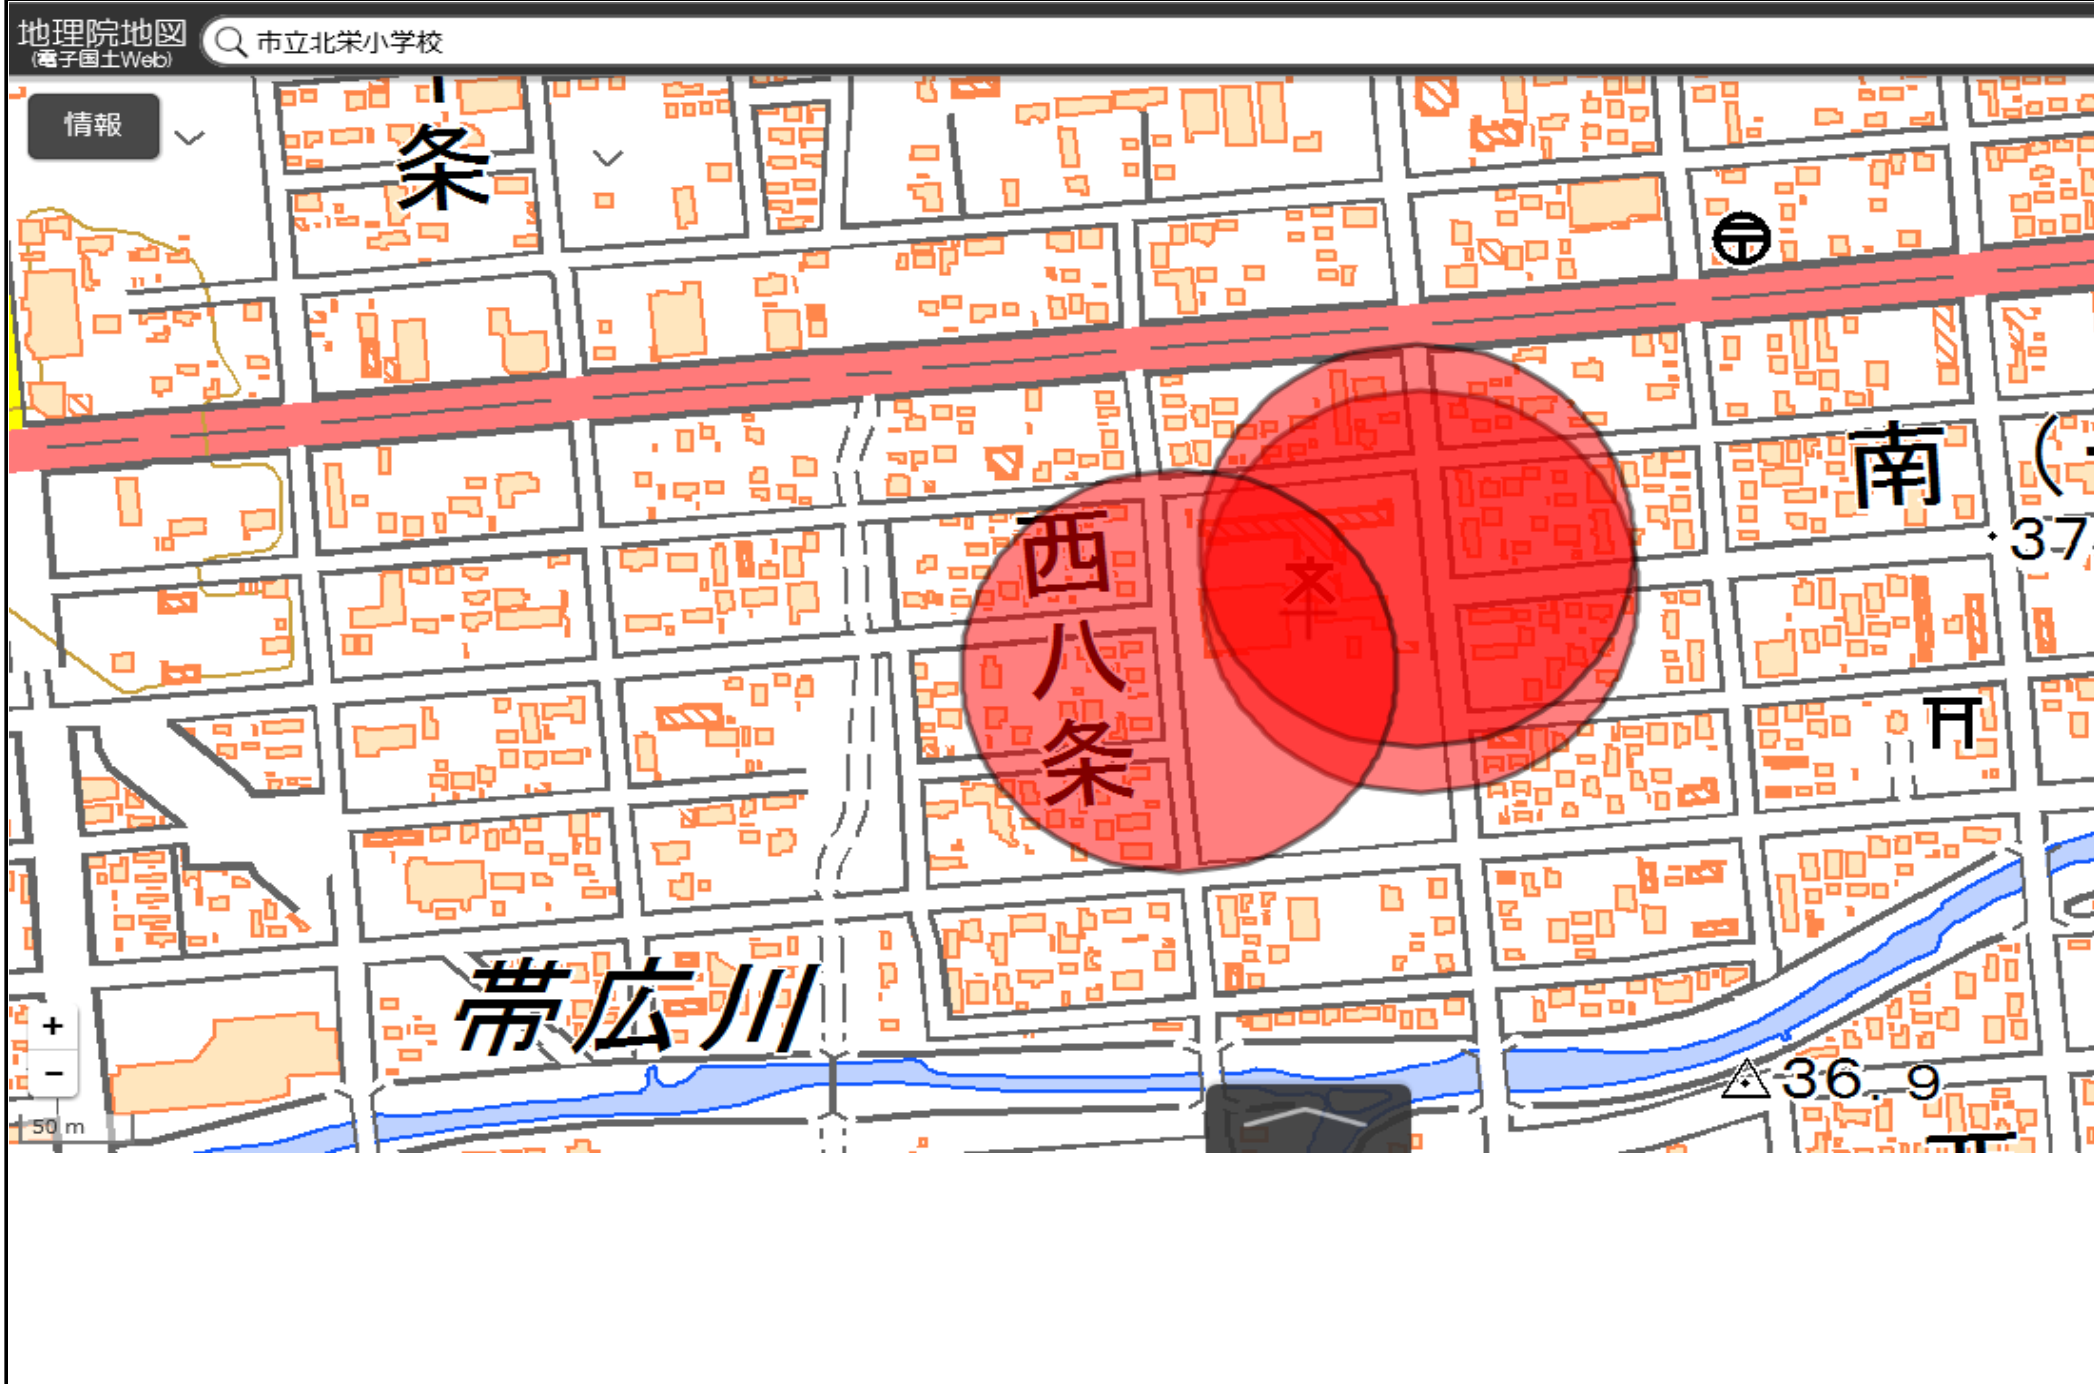 地理院地図
(電子国土Web)
市立北栄小学校
情報
条
南（
37.
西八条
帯広川
36.9
+
−
50 m